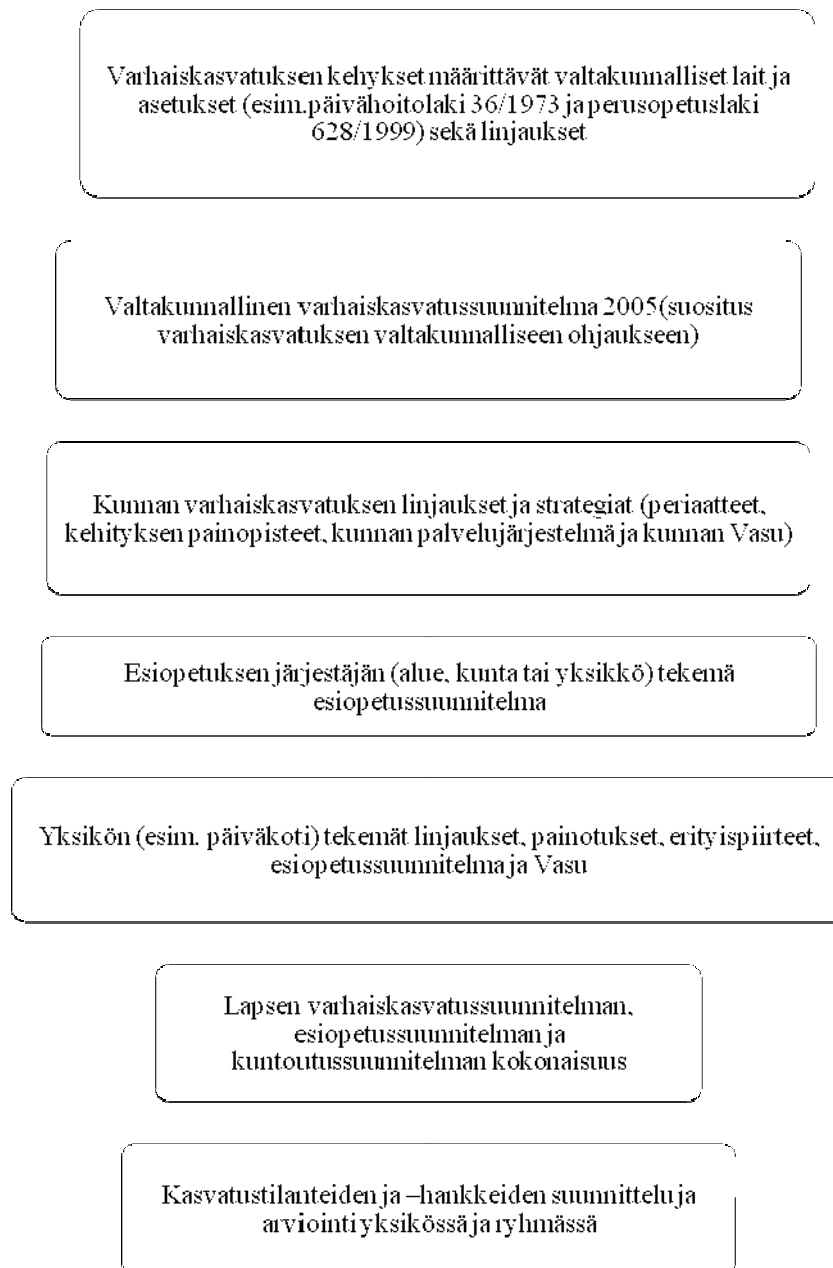 Varhaiskasvatuksen kehykset määrittävät valtakunnalliset lait ja
asetukset (esim.päivähoitolaki 36/1973 ja perusopetuslaki
628/1999) sekä linjaukset
Valtakunnallinen varhaiskasvatussuunnitelma 2005(suositus
varhaiskasvatuksen valtakunnalliseen ohjaukseen)
Kunnan varhaiskasvatuksen linjaukset ja strategiat (periaatteet,
kehityksen painopisteet, kunnan palvelujärjestelmä ja kunnan Vasu)
Esiopetuksen järjestäjän (alue, kunta tai yksikkö) tekemä
esiopetussuunnitelma
Yksikön (esim. päiväkoti) tekemät linjaukset, painotukset, erityispiirteet,
esiopetussuunnitelma ja Vasu
Lapsen varhaiskasvatussuunnitelman,
esiopetussuunnitelman ja
kuntoutussuunnitelman kokonaisuus
Kasvatustilanteiden ja –hankkeiden suunnittelu ja
arviointi yksikössä ja ryhmässä